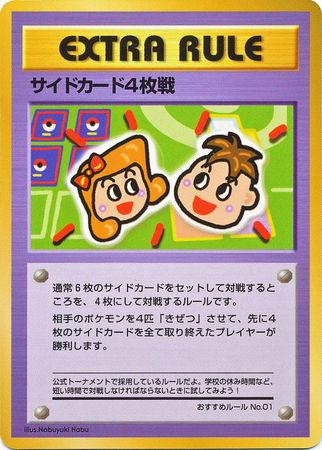 EXTRA RULE
サイドカード4枚戦
通常6枚のサイドカードをセットして対戦すると
ころを、4枚にして対戦するルールです。
相手のポケモンを4匹「きぜつ」させて、先に4
枚のサイドカードを全て取り終えたプレイヤーが
勝利します。
公式トーナメントで採用しているルールだよ。学校の休み時間など、
短い時間で対戦しなければならないときに試してみよう!
おすすめルール No.01
illus.Nobuyuki Habu